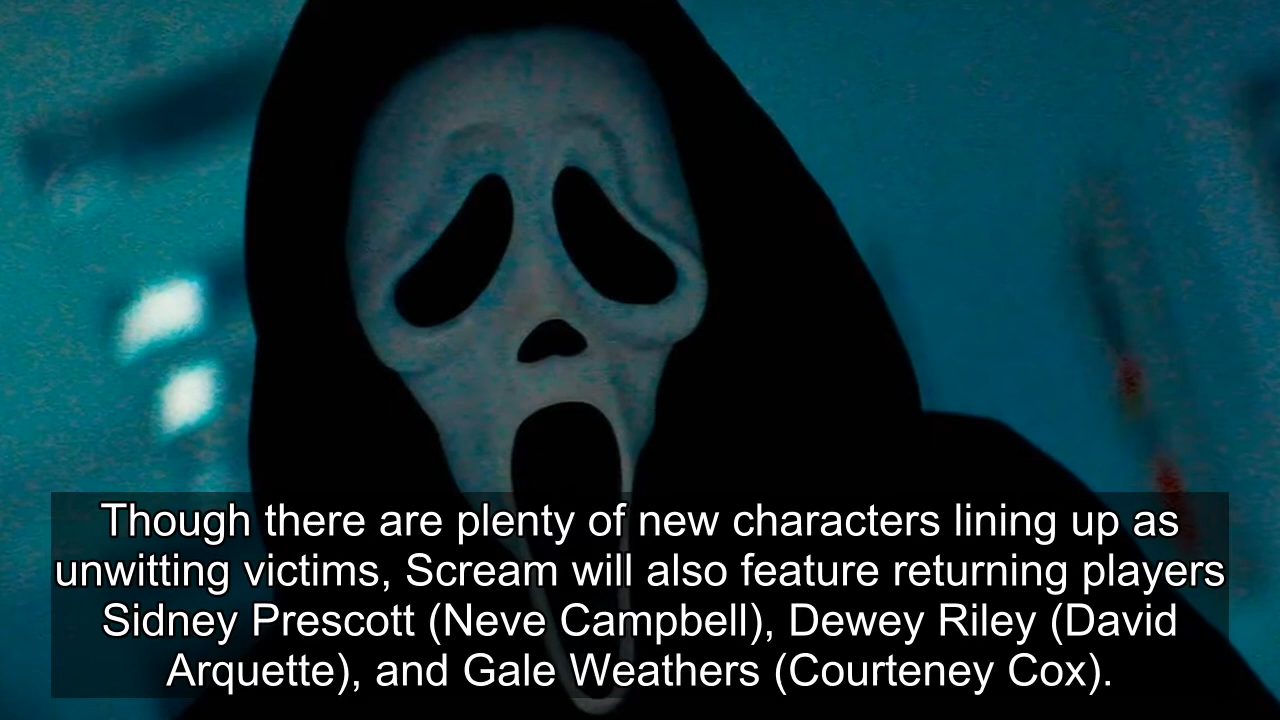 Though there are plenty of new characters lining up as
unwitting victims, Scream will also feature returning players
Sidney Prescott (Neve Campbell), Dewey Riley (David
Arquette), and Gale Weathers (Courteney Cox).